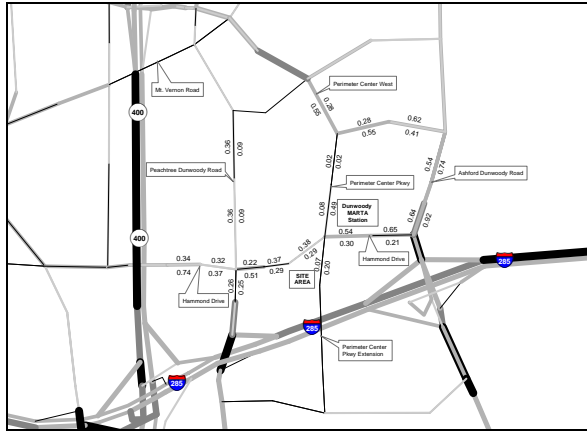 Mt. Vernon Road
400
Perimeter Center West
0.28
0.55
0.28
0.62
0.55
0.41
0.36
0.09
0.02
0.02
0.54
0.74
Peachtree Dunwoody Road
Perimeter Center Pkwy
Ashford Dunwoody Road
0.36
0.09
0.08
0.49
Dunwoody
MARTA
Station
0.64
0.92
400
0.54
0.65
0.30
0.21
0.38
0.29
0.34
0.32
0.22
0.37
0.74
0.37
0.51
0.29
Hammond Drive
SITE
AREA
0.07
0.20
285
0.26
0.25
Hammond Drive
285
Perimeter Center
Pkwy Extension
285